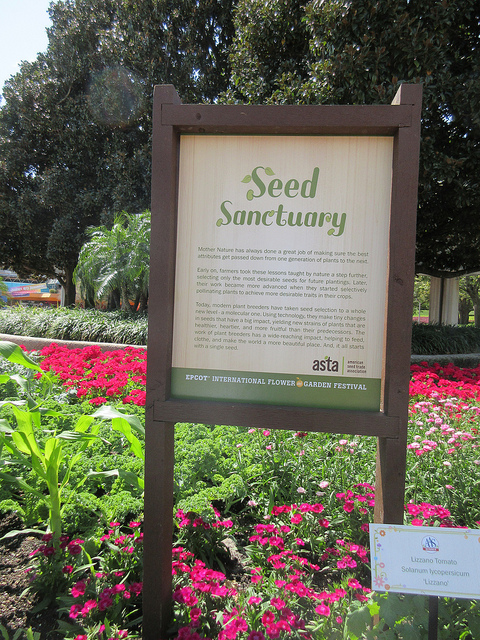 Seed
Sanctuary
Mother Nature has always done a great job of making sure the best
attributes get passed down from one generation of plants to the next.
Early on, farmers took these lessons taught by nature a step further,
selecting only the most desirable seeds for future plantings. Later,
their work became more advanced when they started selectively
pollinating plants to achieve more desirable traits in their crops.
Today, modern plant breeders have taken seed selection to a whole
new level - a molecular one. Using technology, they make tiny changes
in seeds that have a big impact, yielding new strains of plants that are
healthier, heartier, and more fruitful than their predecessors. The
work of plant breeders has a wide-reaching impact, helping to feed,
clothe, and make the world a more beautiful place. And, it all starts
with a single seed.
asta
american
seed trade
association
EPCOT® INTERNATIONAL FLOWER & GARDEN FESTIVAL
Lizzano Tomato
Solanum lycopersicum
'Lizzano'